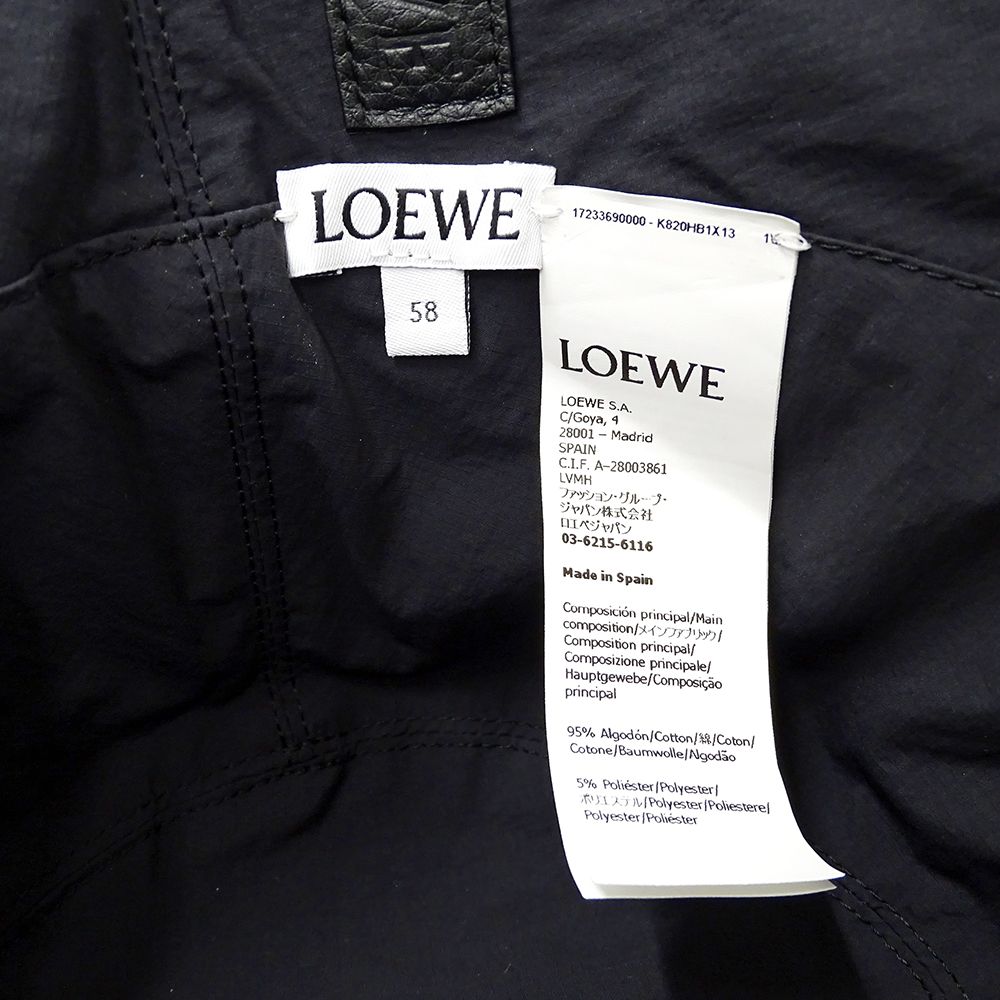 LOEWE
58
17233690000 - K820HB1X13
LOEWE
LOEWE S.A.
C/Goya, 4
28001 – Madrid
SPAIN
C.I.F. A-28003861
LVMH
ファッション・グループ・
ジャパン株式会社
ロエベジャパン
03-6215-6116
Made in Spain
Composición principal/Main
composition/メインファブリック/
Composition principal/
Composizione principale/
Hauptgewebe/Composição
principal
95% Algodón/Cotton/綿/Coton/
Cotone/Baumwolle/Algodão
5% Poliéster/Polyester/
ポリエステル/Polyester/Poliestere/
Polyester/Poliéster